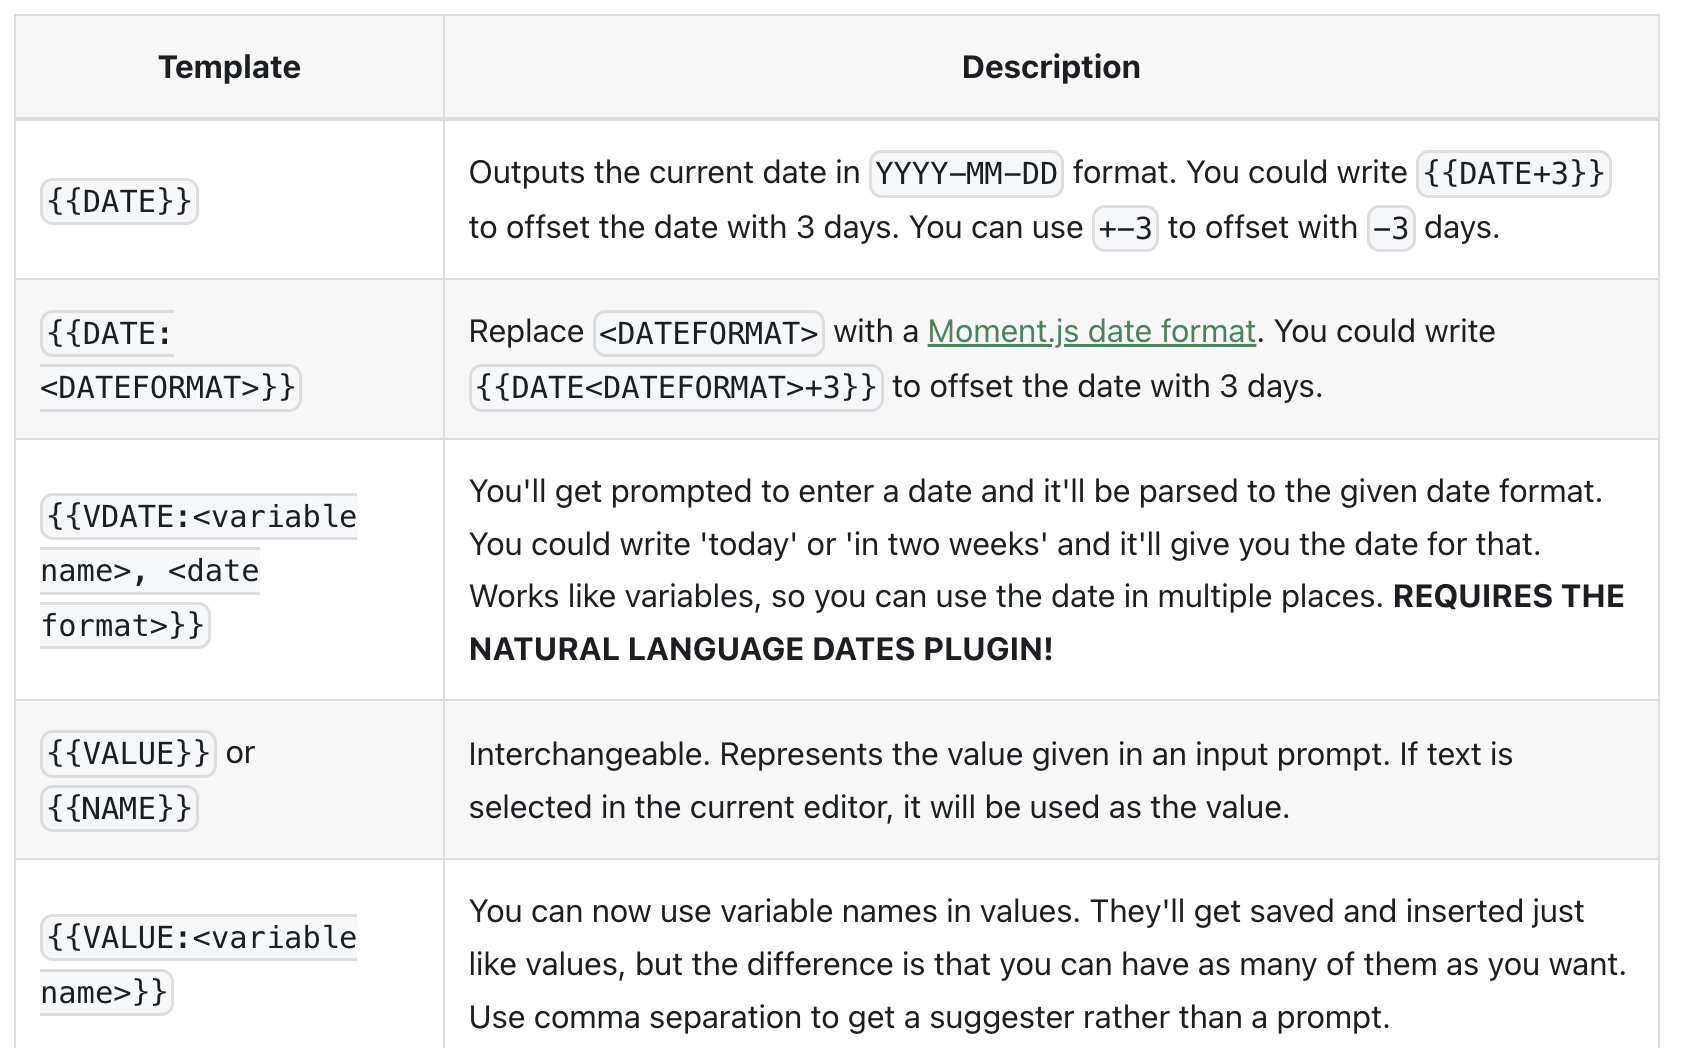 Template
Description
{{DATE}}
Outputs the current date in YYYY-MM-DD format. You could write {{DATE+3}}
to offset the date with 3 days. You can use +-3 to offset with -3 days.
{{DATE:
<DATEFORMAT>}}
Replace <DATEFORMAT> with a Moment.js date format. You could write
{{DATE<DATEFORMAT>+3}} to offset the date with 3 days.
{{VDATE:<variable
name>, <date
format>}}
You'll get prompted to enter a date and it'll be parsed to the given date format.
You could write 'today' or 'in two weeks' and it'll give you the date for that.
Works like variables, so you can use the date in multiple places. REQUIRES THE
NATURAL LANGUAGE DATES PLUGIN!
{{VALUE}} or
{{NAME}}
Interchangeable. Represents the value given in an input prompt. If text is
selected in the current editor, it will be used as the value.
{{VALUE:<variable
name>}}
You can now use variable names in values. They'll get saved and inserted just
like values, but the difference is that you can have as many of them as you want.
Use comma separation to get a suggester rather than a prompt.